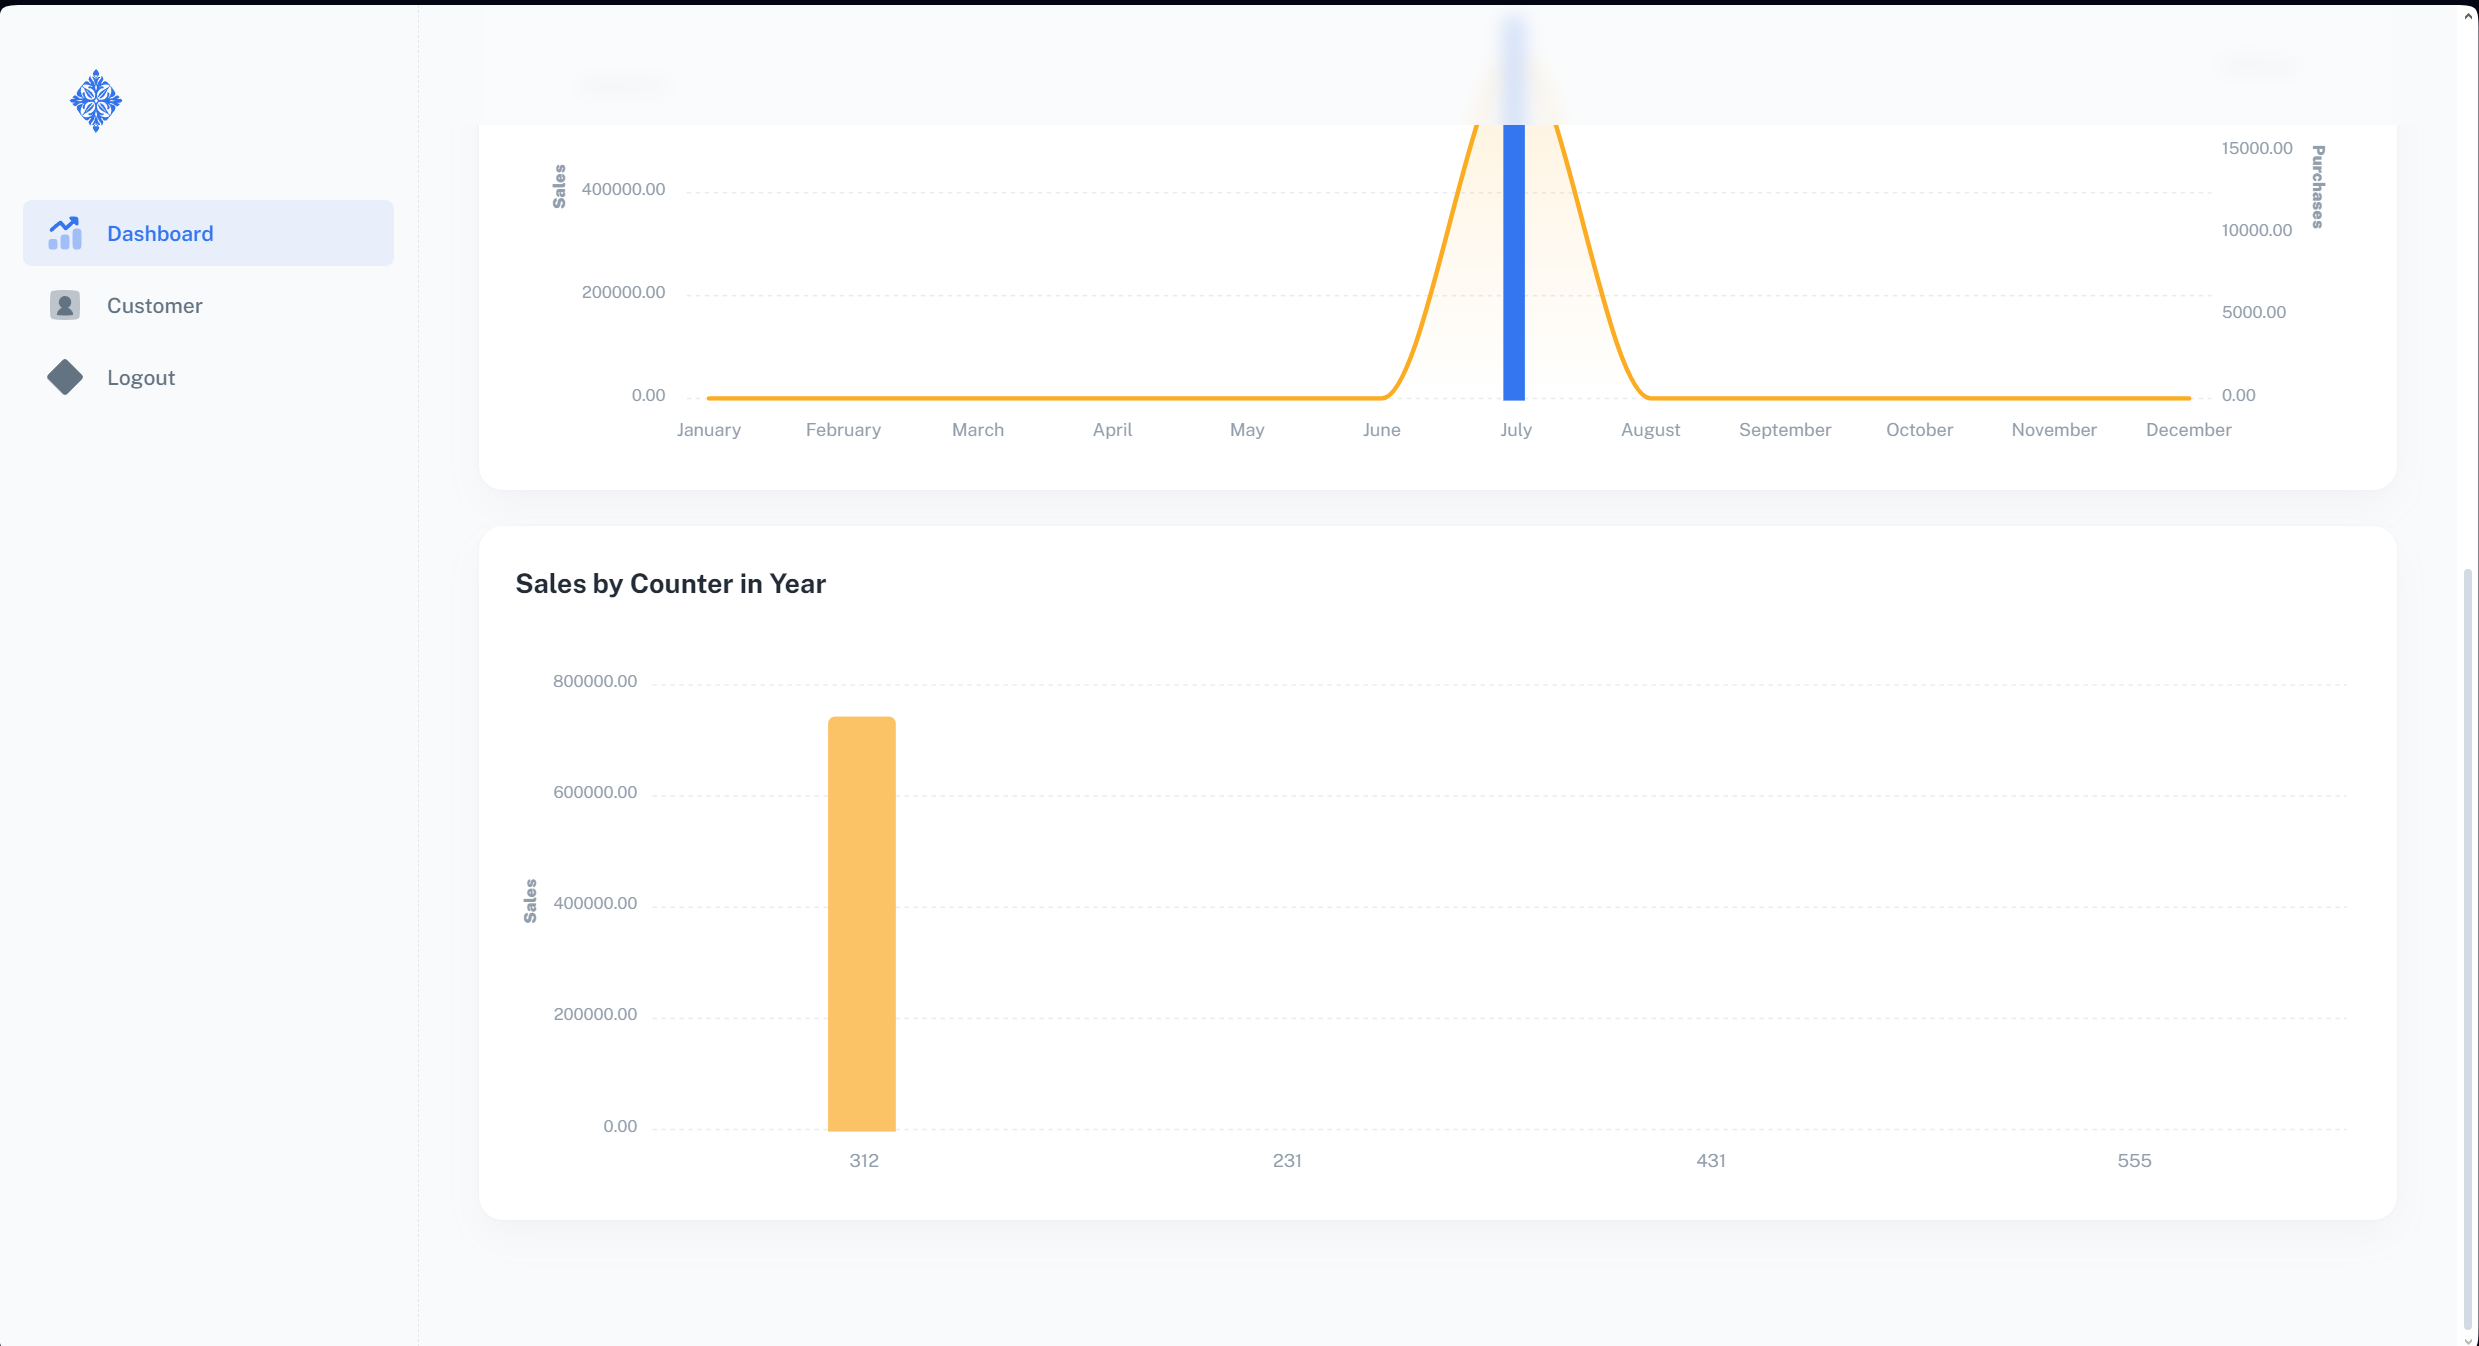 Dashboard
Customer
Logout
Sales
400000.00
200000.00
0.00
15000.00
10000.00
5000.00
0.00
Purchases
January February March April May June July August September October November December
Sales by Counter in Year
Sales
800000.00
600000.00
400000.00
200000.00
0.00
312 231 431 555